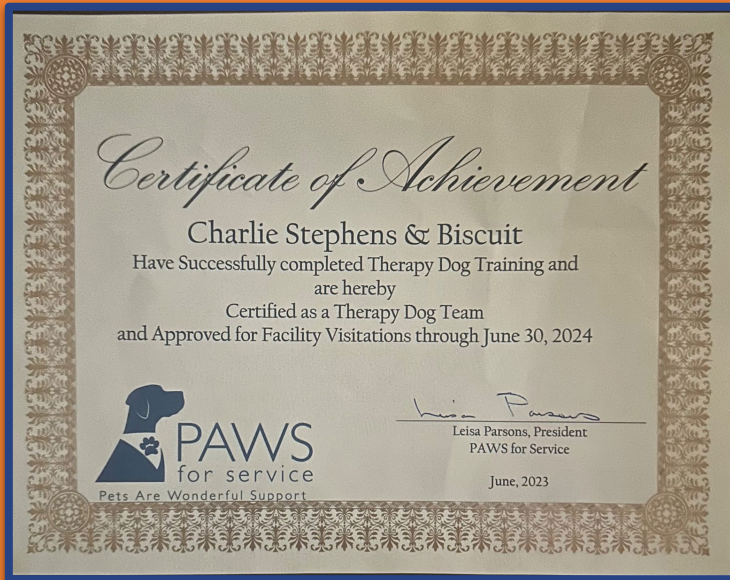 Certificate of Achievement
Charlie Stephens & Biscuit
Have Successfully completed Therapy Dog Training and
are hereby
Certified as a Therapy Dog Team
and Approved for Facility Visitations through June 30, 2024
PAWS
for service
Pets Are Wonderful Support
Leisa Parsons
Leisa Parsons, President
PAWS for Service
June, 2023